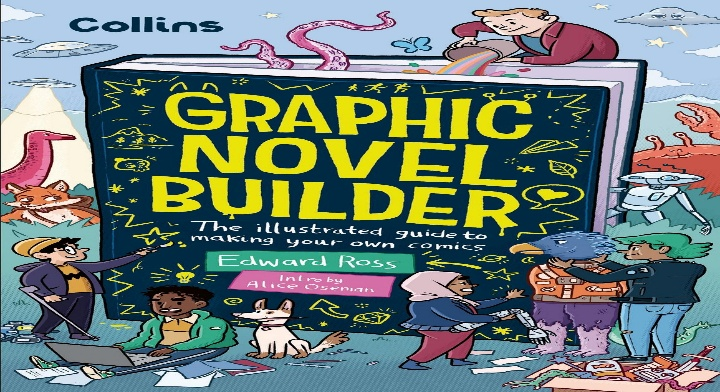 Collins
GRAPHIC
NOVEL
BUILDER
The illustrated guide to
making your own comics
Edward Ross
Intro by
Alice Oseman